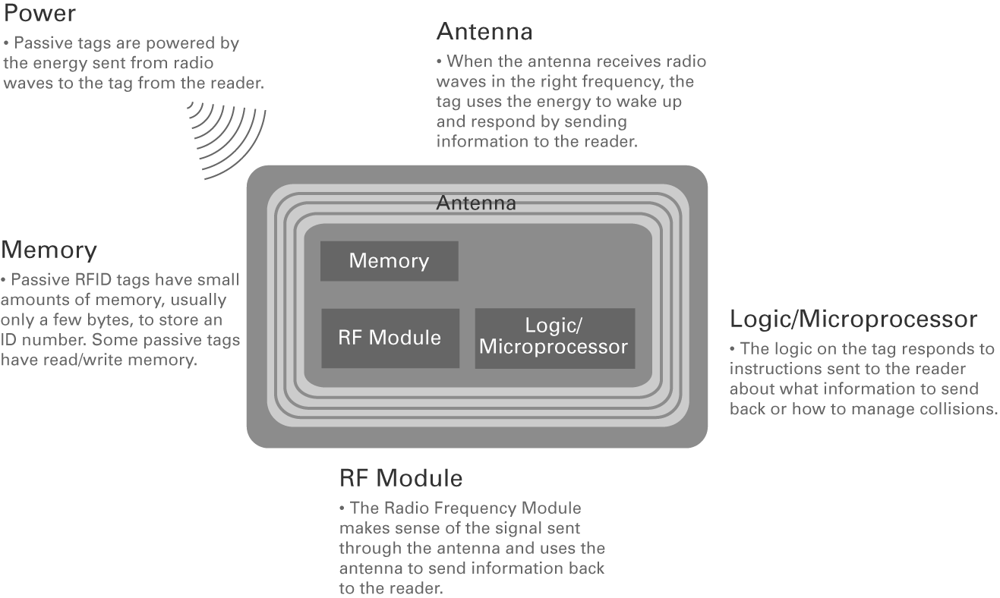 Power
• Passive tags are powered by
the energy sent from radio
waves to the tag from the reader.
Antenna
• When the antenna receives radio
waves in the right frequency, the
tag uses the energy to wake up
and respond by sending
information to the reader.
Antenna
Memory
• Passive RFID tags have small
amounts of memory, usually
only a few bytes, to store an
ID number. Some passive tags
have read/write memory.
Memory
RF Module
Logic/
Microprocessor
Logic/Microprocessor
• The logic on the tag responds to
instructions sent to the reader
about what information to send
back or how to manage collisions.
RF Module
• The Radio Frequency Module
makes sense of the signal sent
through the antenna and uses the
antenna to send information back
to the reader.